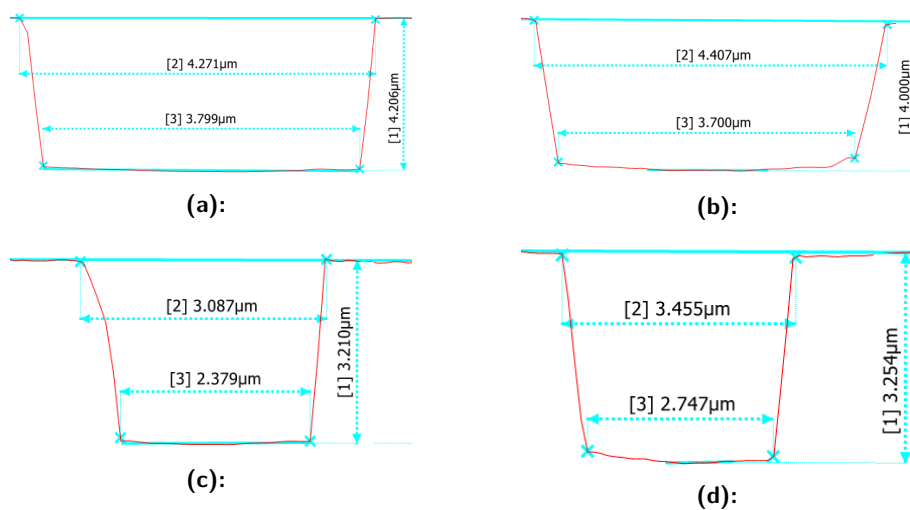 [2] 4.271µm
[3] 3.799µm
[1] 4.206µm
(a):
[2] 4.407µm
[3] 3.700µm
[1] 4.000µm
(b):
[2] 3.087µm
[3] 2.379µm
[1] 3.210µm
(c):
[2] 3.455µm
[3] 2.747µm
[1] 3.254µm
(d):